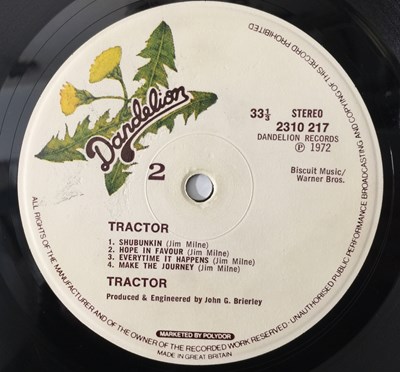 Dandelion
2
33⅓ STEREO
2310 217
DANDELION RECORDS
Ⓟ 1972
Biscuit Music/
Warner Bros.
TRACTOR
1. SHUBUNKIN (Jim Milne)
2. HOPE IN FAVOUR (Jim Milne)
3. EVERYTIME IT HAPPENS (Jim Milne)
4. MAKE THE JOURNEY (Jim Milne)
TRACTOR
Produced & Engineered by John G. Brierley
ALL RIGHTS OF THE MANUFACTURER AND OF THE OWNER OF THE RECORDED WORK RESERVED · UNAUTHORISED PUBLIC PERFORMANCE BROADCASTING AND COPYING OF THIS RECORD PROHIBITED
MARKETED BY POLYDOR
MADE IN GREAT BRITAIN